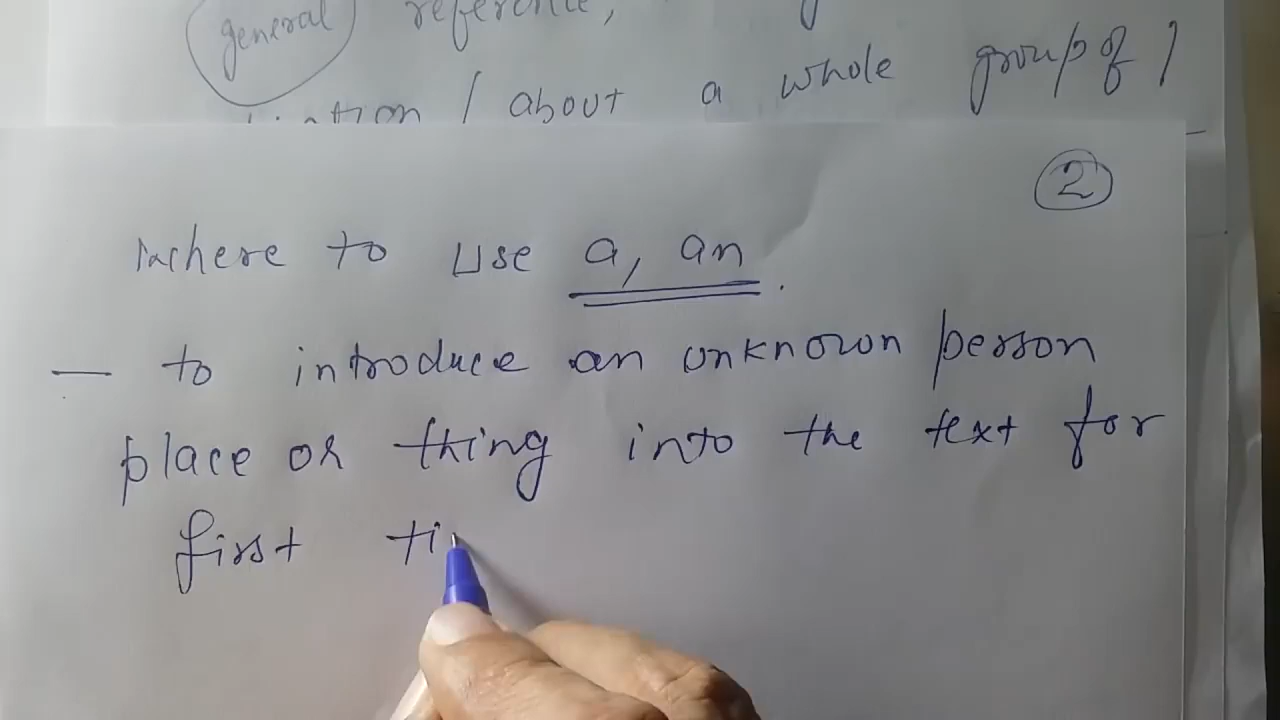 general reference,
/ about a whole group of /
2
Where to use a, an.
— to introduce an unknown person
place or thing into the text for
first ti